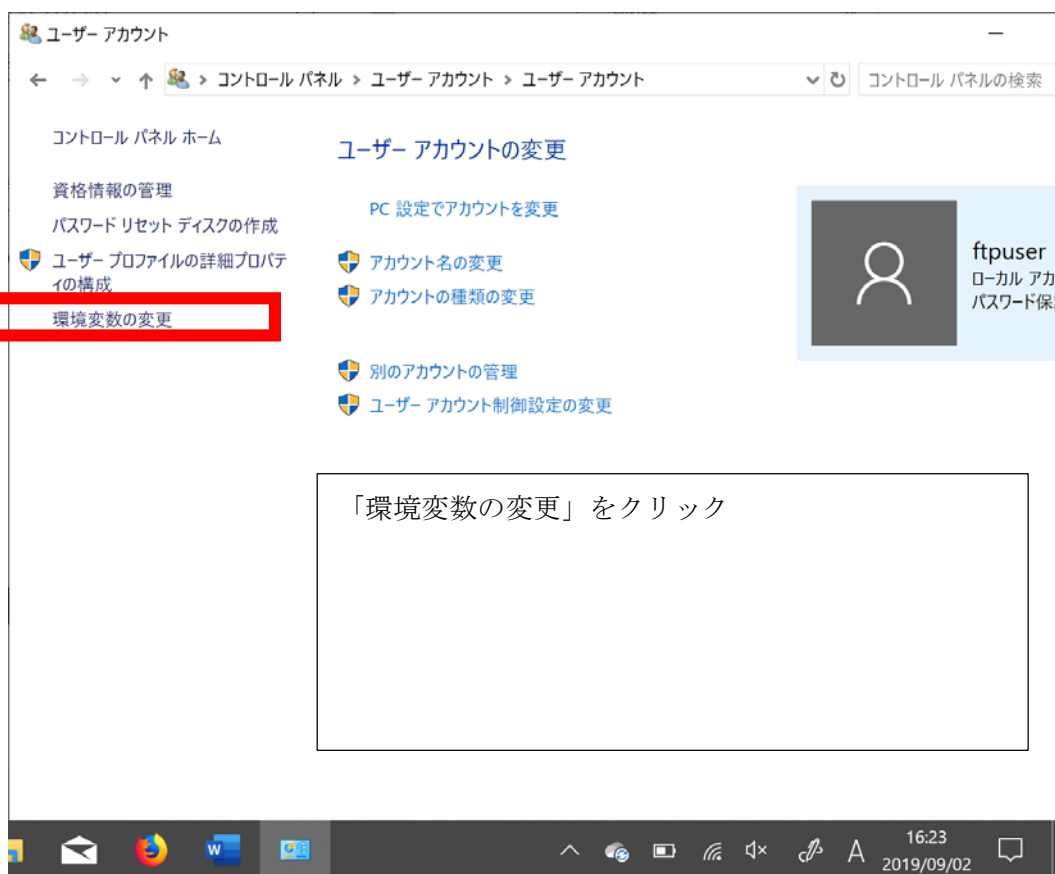 ユーザー アカウント
コントロール パネル > ユーザー アカウント > ユーザー アカウント
コントロール パネルの検索
コントロール パネル ホーム
資格情報の管理
パスワード リセット ディスクの作成
ユーザー プロファイルの詳細プロパテ
ィの構成
環境変数の変更
ユーザー アカウントの変更
PC 設定でアカウントを変更
アカウント名の変更
アカウントの種類の変更
別のアカウントの管理
ユーザー アカウント制御設定の変更
ftpuser
ローカル アカ
パスワード保
「環境変数の変更」をクリック
W
A
16:23
2019/09/02